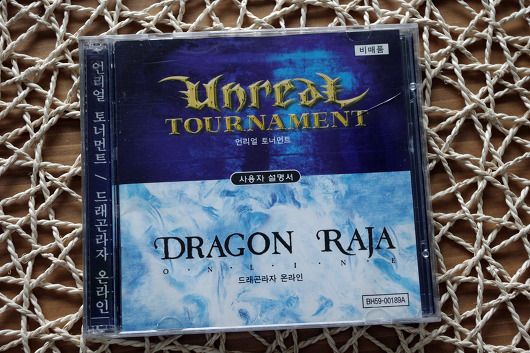 비매품
Unreal
TOURNAMENT
언리얼 토너먼트
사용자 설명서
DRAGON RAJA
ONLINE
드래곤라자 온라인
BH59-00189A
언리얼 토너먼트 / 드래곤라자 온라인